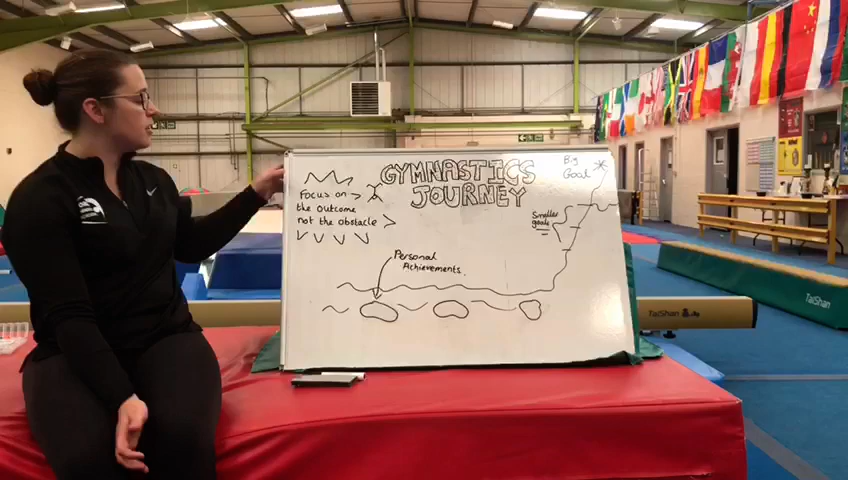 GYMNASTICS
JOURNEY
Big
Goal
Focus on
the outcome
not the obstacle
Smaller
goals
Personal
Achievements.
TaiShan
TaiShan